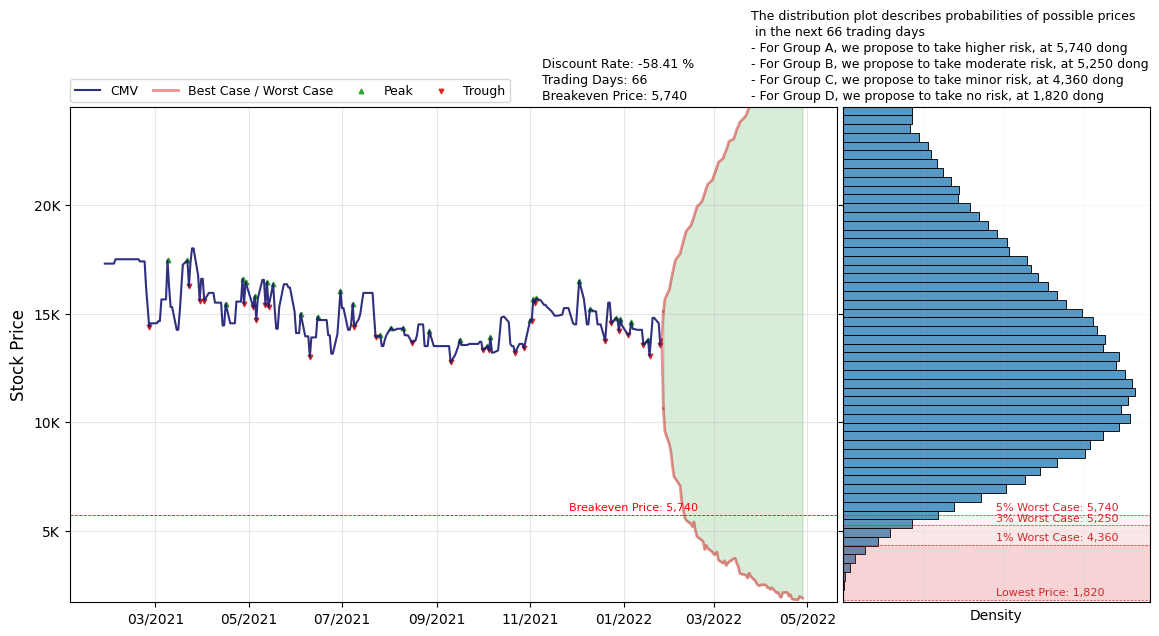 The distribution plot describes probabilities of possible prices
in the next 66 trading days
- For Group A, we propose to take higher risk, at 5,740 dong
- For Group B, we propose to take moderate risk, at 5,250 dong
- For Group C, we propose to take minor risk, at 4,360 dong
- For Group D, we propose to take no risk, at 1,820 dong
Discount Rate: -58.41 %
Trading Days: 66
Breakeven Price: 5,740
CMV
Best Case / Worst Case
Peak
Trough
Stock Price
20K
15K
10K
5K
Breakeven Price: 5,740
5% Worst Case: 5,740
3% Worst Case: 5,250
1% Worst Case: 4,360
Lowest Price: 1,820
03/2021
05/2021
07/2021
09/2021
11/2021
01/2022
03/2022
05/2022
Density